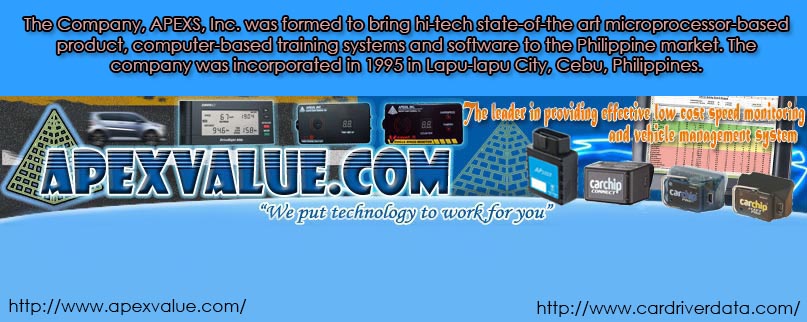 The Company, APEXS, Inc. was formed to bring hi-tech state-of-the art microprocessor-based
product, computer-based training systems and software to the Philippine market. The
company was incorporated in 1995 in Lapu-lapu City, Cebu, Philippines.
The leader in providing effective low cost speed monitoring
and vehicle management system
APEXVALUE.COM
carchip
CONNECT
carchip
carchip
"We put technology to work for you"
http://www.apexvalue.com/
http://www.cardriverdata.com/